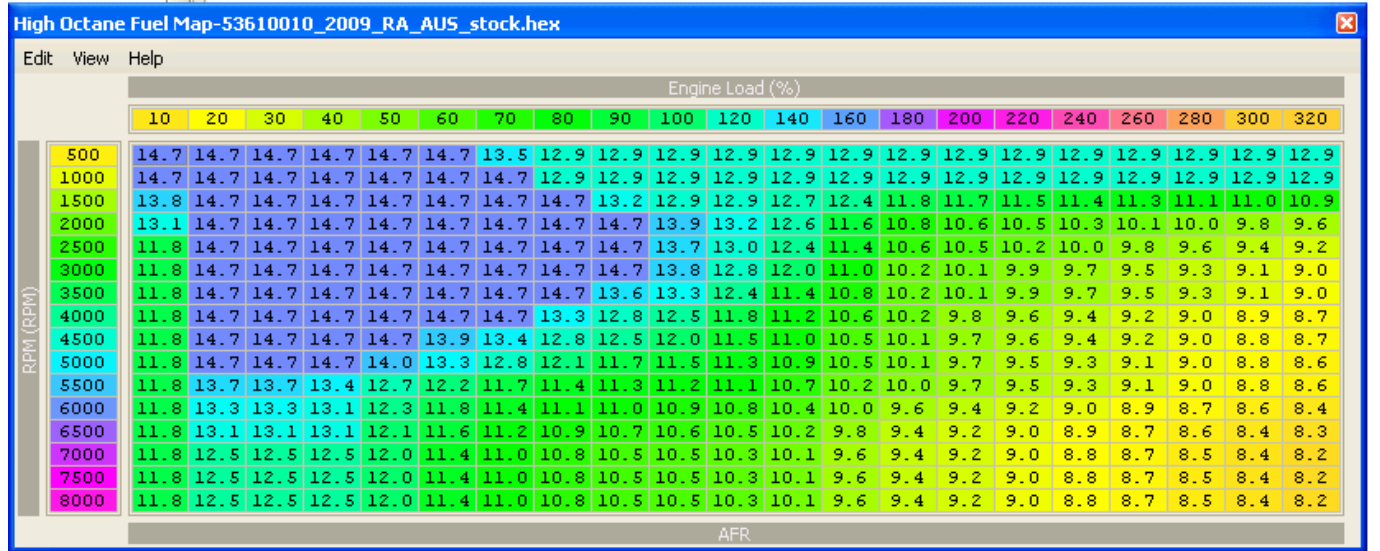 High Octane Fuel Map-53610010_2009_RA_AUS_stock.hex
Edit View Help
Engine Load (%)
10 20 30 40 50 60 70 80 90 100 120 140 160 180 200 220 240 260 280 300 320
RPM (RPM)
500 14.7 14.7 14.7 14.7 14.7 14.7 13.5 12.9 12.9 12.9 12.9 12.9 12.9 12.9 12.9 12.9 12.9 12.9 12.9 12.9 12.9
1000 14.7 14.7 14.7 14.7 14.7 14.7 14.7 12.9 12.9 12.9 12.9 12.9 12.9 12.9 12.9 12.9 12.9 12.9 12.9 12.9 12.9
1500 13.8 14.7 14.7 14.7 14.7 14.7 14.7 14.7 13.2 12.9 12.9 12.7 12.4 11.8 11.7 11.5 11.4 11.3 11.1 11.0 10.9
2000 13.1 14.7 14.7 14.7 14.7 14.7 14.7 14.7 14.7 13.9 13.2 12.6 11.6 10.8 10.6 10.5 10.3 10.1 10.0 9.8 9.6
2500 11.8 14.7 14.7 14.7 14.7 14.7 14.7 14.7 14.7 13.7 13.0 12.4 11.4 10.6 10.5 10.2 10.0 9.8 9.6 9.4 9.2
3000 11.8 14.7 14.7 14.7 14.7 14.7 14.7 14.7 14.7 13.8 12.8 12.0 11.0 10.2 10.1 9.9 9.7 9.5 9.3 9.1 9.0
3500 11.8 14.7 14.7 14.7 14.7 14.7 14.7 14.7 13.6 13.3 12.4 11.4 10.8 10.2 10.1 9.9 9.7 9.5 9.3 9.1 9.0
4000 11.8 14.7 14.7 14.7 14.7 14.7 14.7 13.3 12.8 12.5 11.8 11.2 10.6 10.2 9.8 9.6 9.4 9.2 9.0 8.9 8.7
4500 11.8 14.7 14.7 14.7 14.7 13.9 13.4 12.8 12.5 12.0 11.5 11.0 10.5 10.1 9.7 9.6 9.4 9.2 9.0 8.8 8.7
5000 11.8 14.7 14.7 14.7 14.0 13.3 12.8 12.1 11.7 11.5 11.3 10.9 10.5 10.1 9.7 9.5 9.3 9.1 9.0 8.8 8.6
5500 11.8 13.7 13.7 13.4 12.7 12.2 11.7 11.4 11.3 11.2 11.1 10.7 10.2 10.0 9.7 9.5 9.3 9.1 9.0 8.8 8.6
6000 11.8 13.3 13.3 13.1 12.3 11.8 11.4 11.1 11.0 10.9 10.8 10.4 10.0 9.6 9.4 9.2 9.0 8.9 8.7 8.6 8.4
6500 11.8 13.1 13.1 13.1 12.1 11.6 11.2 10.9 10.7 10.6 10.5 10.2 9.8 9.4 9.2 9.0 8.9 8.7 8.6 8.4 8.3
7000 11.8 12.5 12.5 12.5 12.0 11.4 11.0 10.8 10.5 10.5 10.3 10.1 9.6 9.4 9.2 9.0 8.8 8.7 8.5 8.4 8.2
7500 11.8 12.5 12.5 12.5 12.0 11.4 11.0 10.8 10.5 10.5 10.3 10.1 9.6 9.4 9.2 9.0 8.8 8.7 8.5 8.4 8.2
8000 11.8 12.5 12.5 12.5 12.0 11.4 11.0 10.8 10.5 10.5 10.3 10.1 9.6 9.4 9.2 9.0 8.8 8.7 8.5 8.4 8.2
AFR